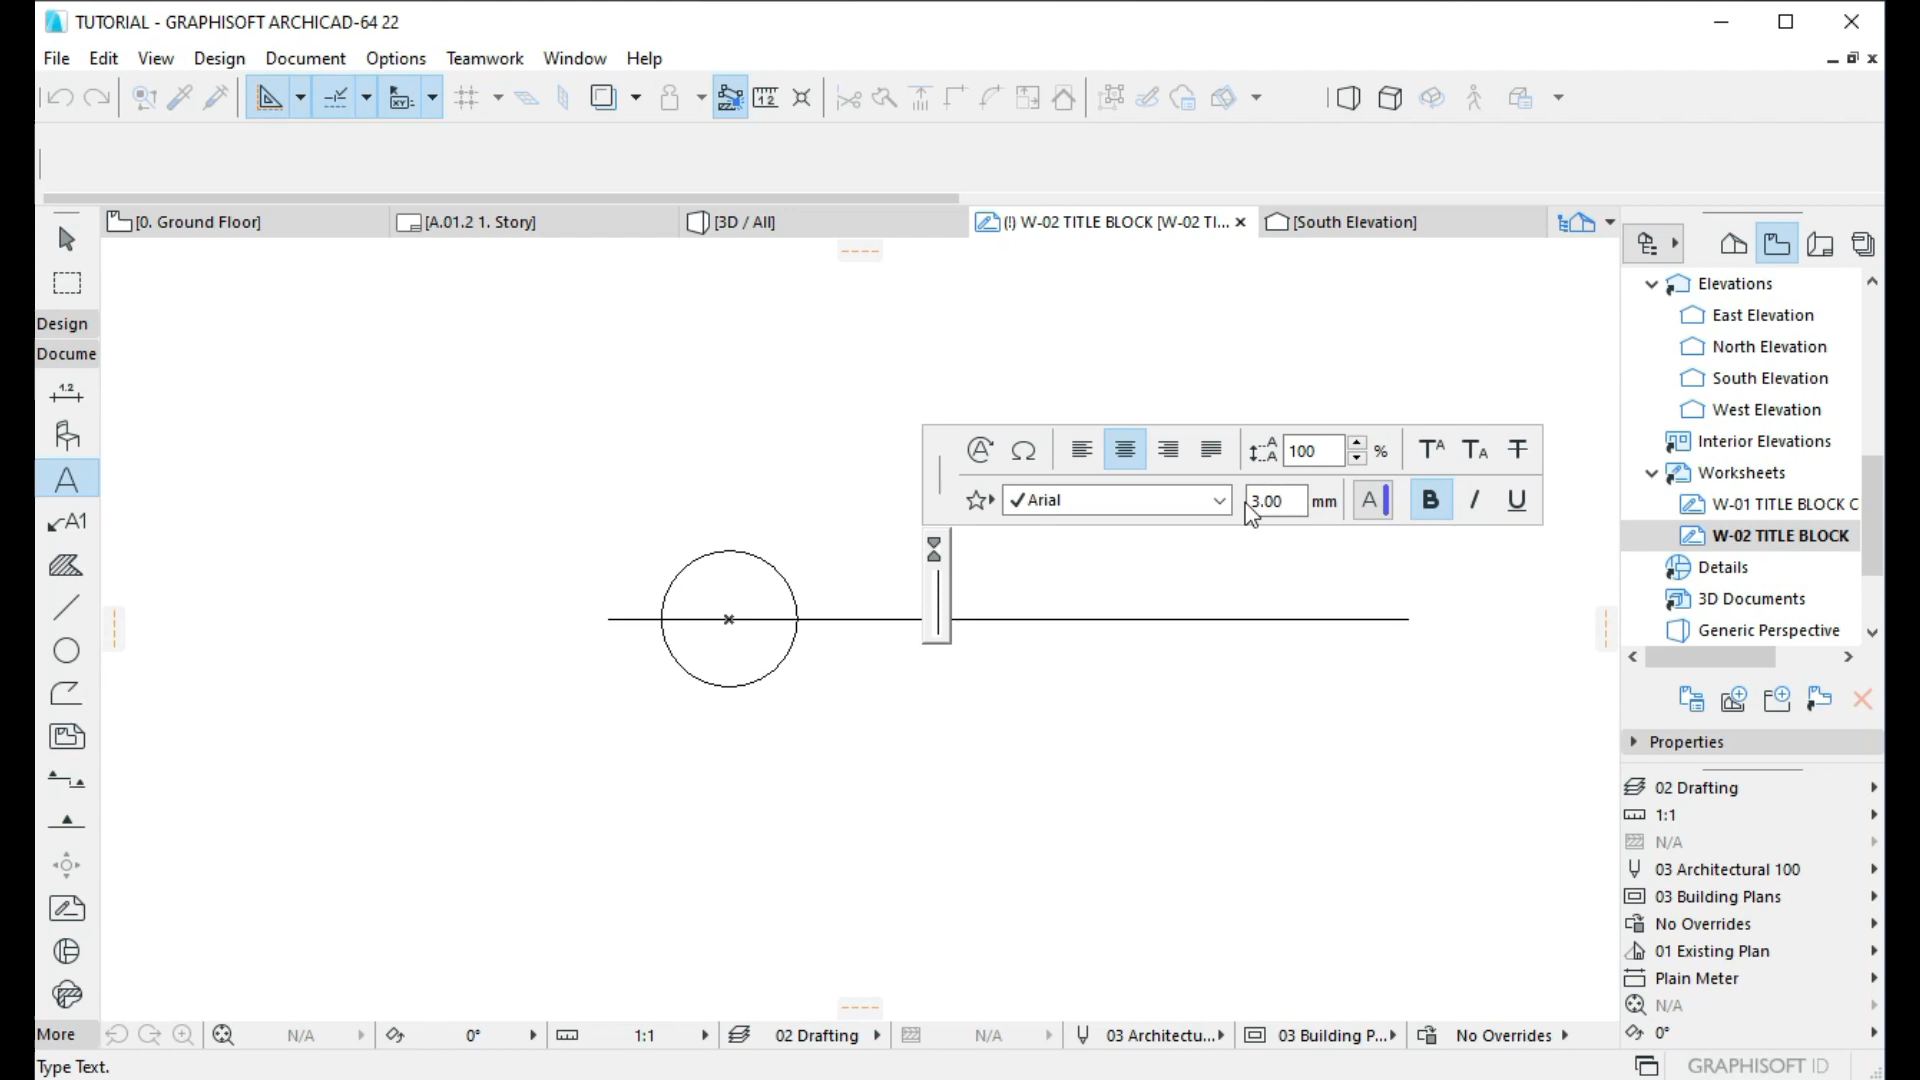 TUTORIAL - GRAPHISOFT ARCHICAD-64 22
File Edit View Design Document Options Teamwork Window Help
[0. Ground Floor] [A.01.2 1. Story] [3D / All] (!) W-02 TITLE BLOCK [W-02 TI... [South Elevation]
Design
Docume
1.2
A1
More
100 %
Arial 3.00 mm A B I U
Elevations
East Elevation
North Elevation
South Elevation
West Elevation
Interior Elevations
Worksheets
W-01 TITLE BLOCK C
W-02 TITLE BLOCK
Details
3D Documents
Generic Perspective
Properties
02 Drafting
1:1
N/A
03 Architectural 100
03 Building Plans
No Overrides
01 Existing Plan
Plain Meter
N/A
0°
N/A 0° 1:1 02 Drafting N/A 03 Architectu... 03 Building P... No Overrides
Type Text.
GRAPHISOFT ID